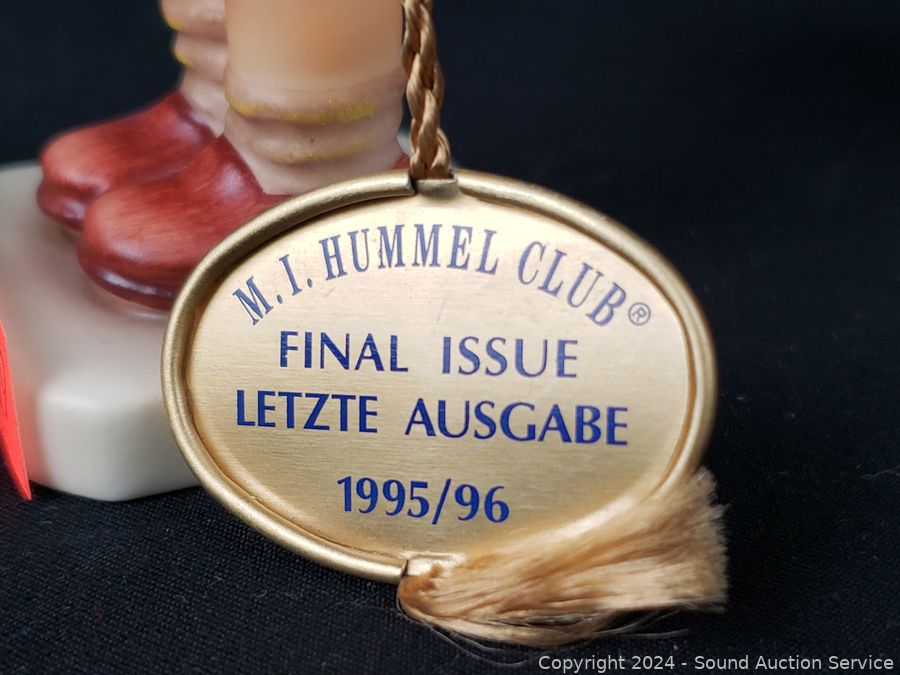 M. I. HUMMEL CLUB®
FINAL ISSUE
LETZTE AUSGABE
1995/96
Copyright 2024 - Sound Auction Service